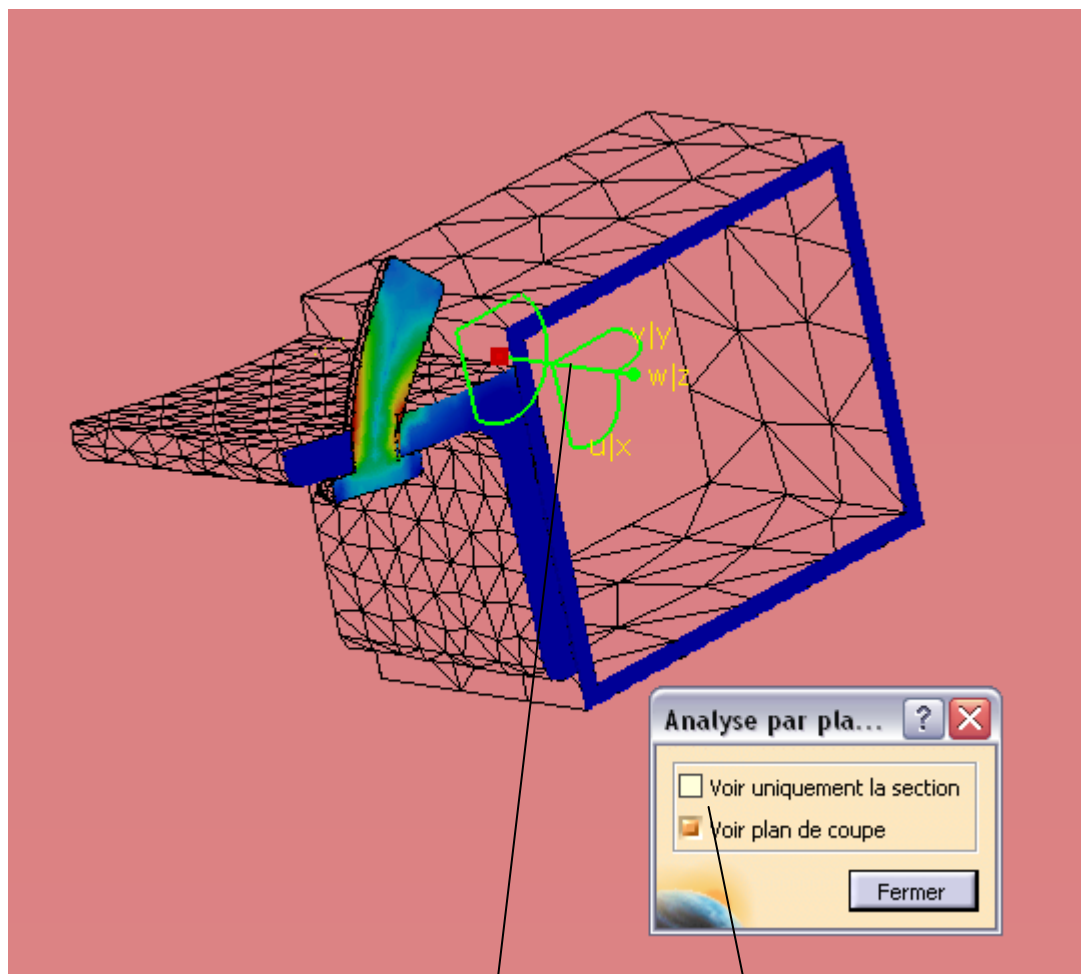 v|y
w|z
u|x
Analyse par pla... ?
Voir uniquement la section
Voir plan de coupe
Fermer